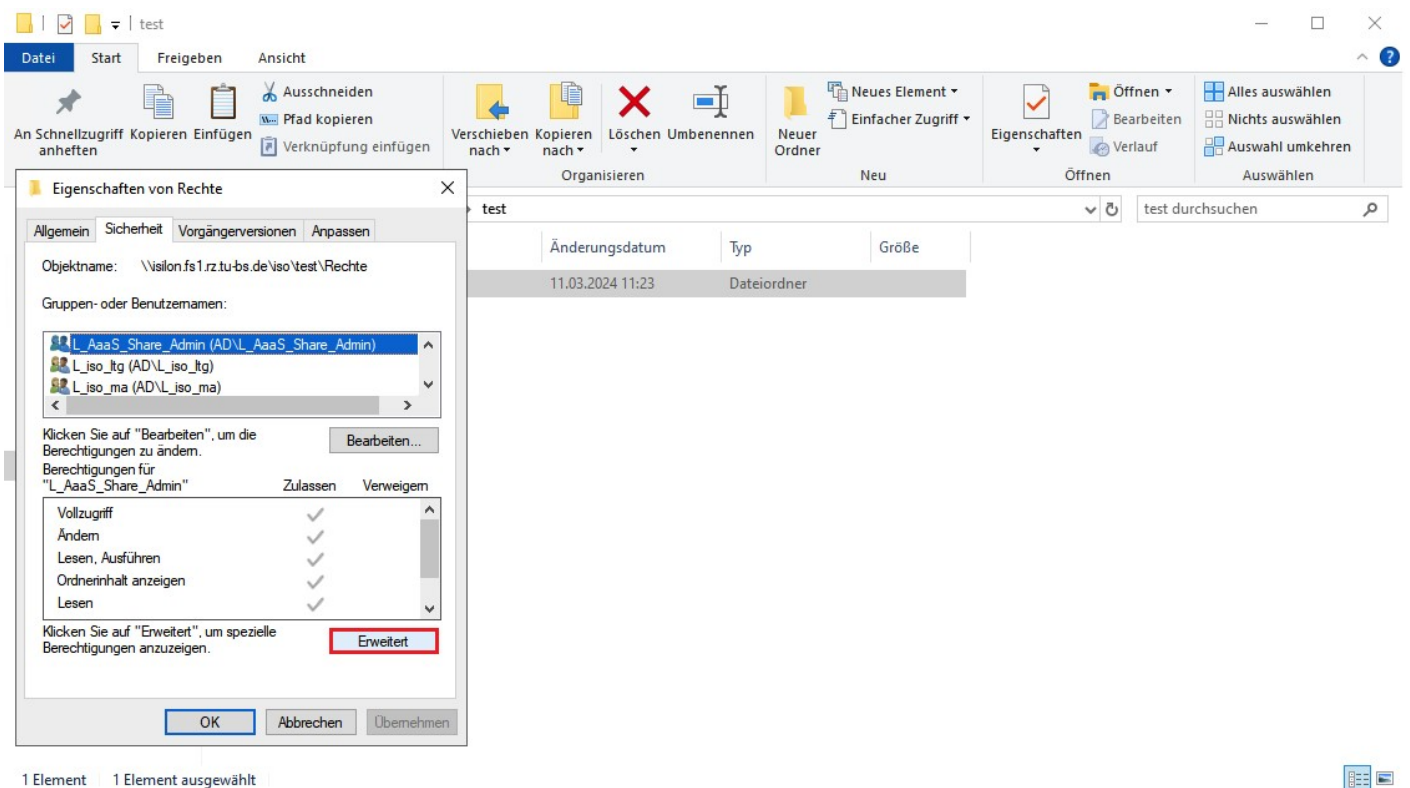 test
Datei Start Freigeben Ansicht
An Schnellzugriff anheften
Kopieren
Einfügen
Ausschneiden
Pfad kopieren
Verknüpfung einfügen
Verschieben nach
Kopieren nach
Löschen
Umbenennen
Organisieren
Neuer Ordner
Neues Element
Einfacher Zugriff
Neu
Eigenschaften
Öffnen
Bearbeiten
Verlauf
Öffnen
Alles auswählen
Nichts auswählen
Auswahl umkehren
Auswählen
test
test durchsuchen
Änderungsdatum Typ Größe
11.03.2024 11:23 Dateiordner
Eigenschaften von Rechte
Allgemein Sicherheit Vorgängerversionen Anpassen
Objektname: \\isilon.fs1.rz.tu-bs.de\iso\test\Rechte
Gruppen- oder Benutzernamen:
L_AaaS_Share_Admin (AD\L_AaaS_Share_Admin)
L_iso_ltg (AD\L_iso_ltg)
L_iso_ma (AD\L_iso_ma)
Klicken Sie auf "Bearbeiten", um die
Berechtigungen zu ändern.
Bearbeiten...
Berechtigungen für
"L_AaaS_Share_Admin" Zulassen Verweigern
Vollzugriff
Ändern
Lesen, Ausführen
Ordnerinhalt anzeigen
Lesen
Klicken Sie auf "Erweitert", um spezielle
Berechtigungen anzuzeigen.
Erweitert
OK Abbrechen Übernehmen
1 Element 1 Element ausgewählt